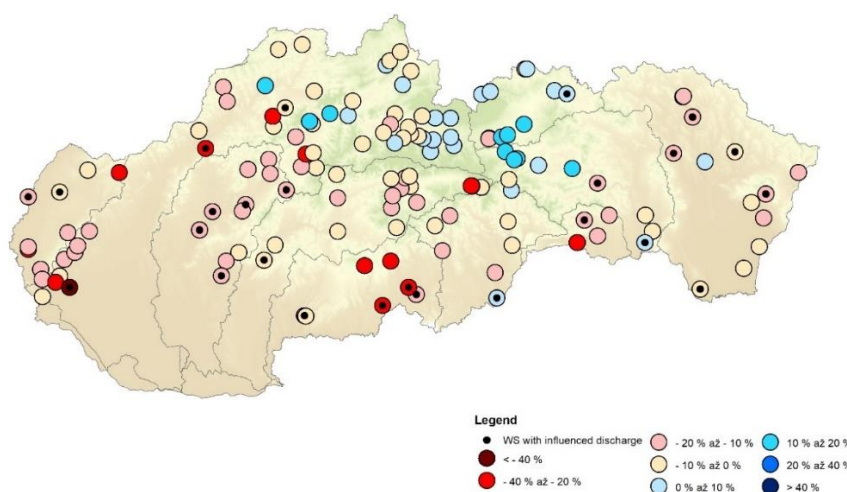 Legend
WS with influenced discharge
< - 40 %
- 40 % až - 20 %
- 20 % až - 10 %
- 10 % až 0 %
0 % až 10 %
10 % až 20 %
20 % až 40 %
> 40 %